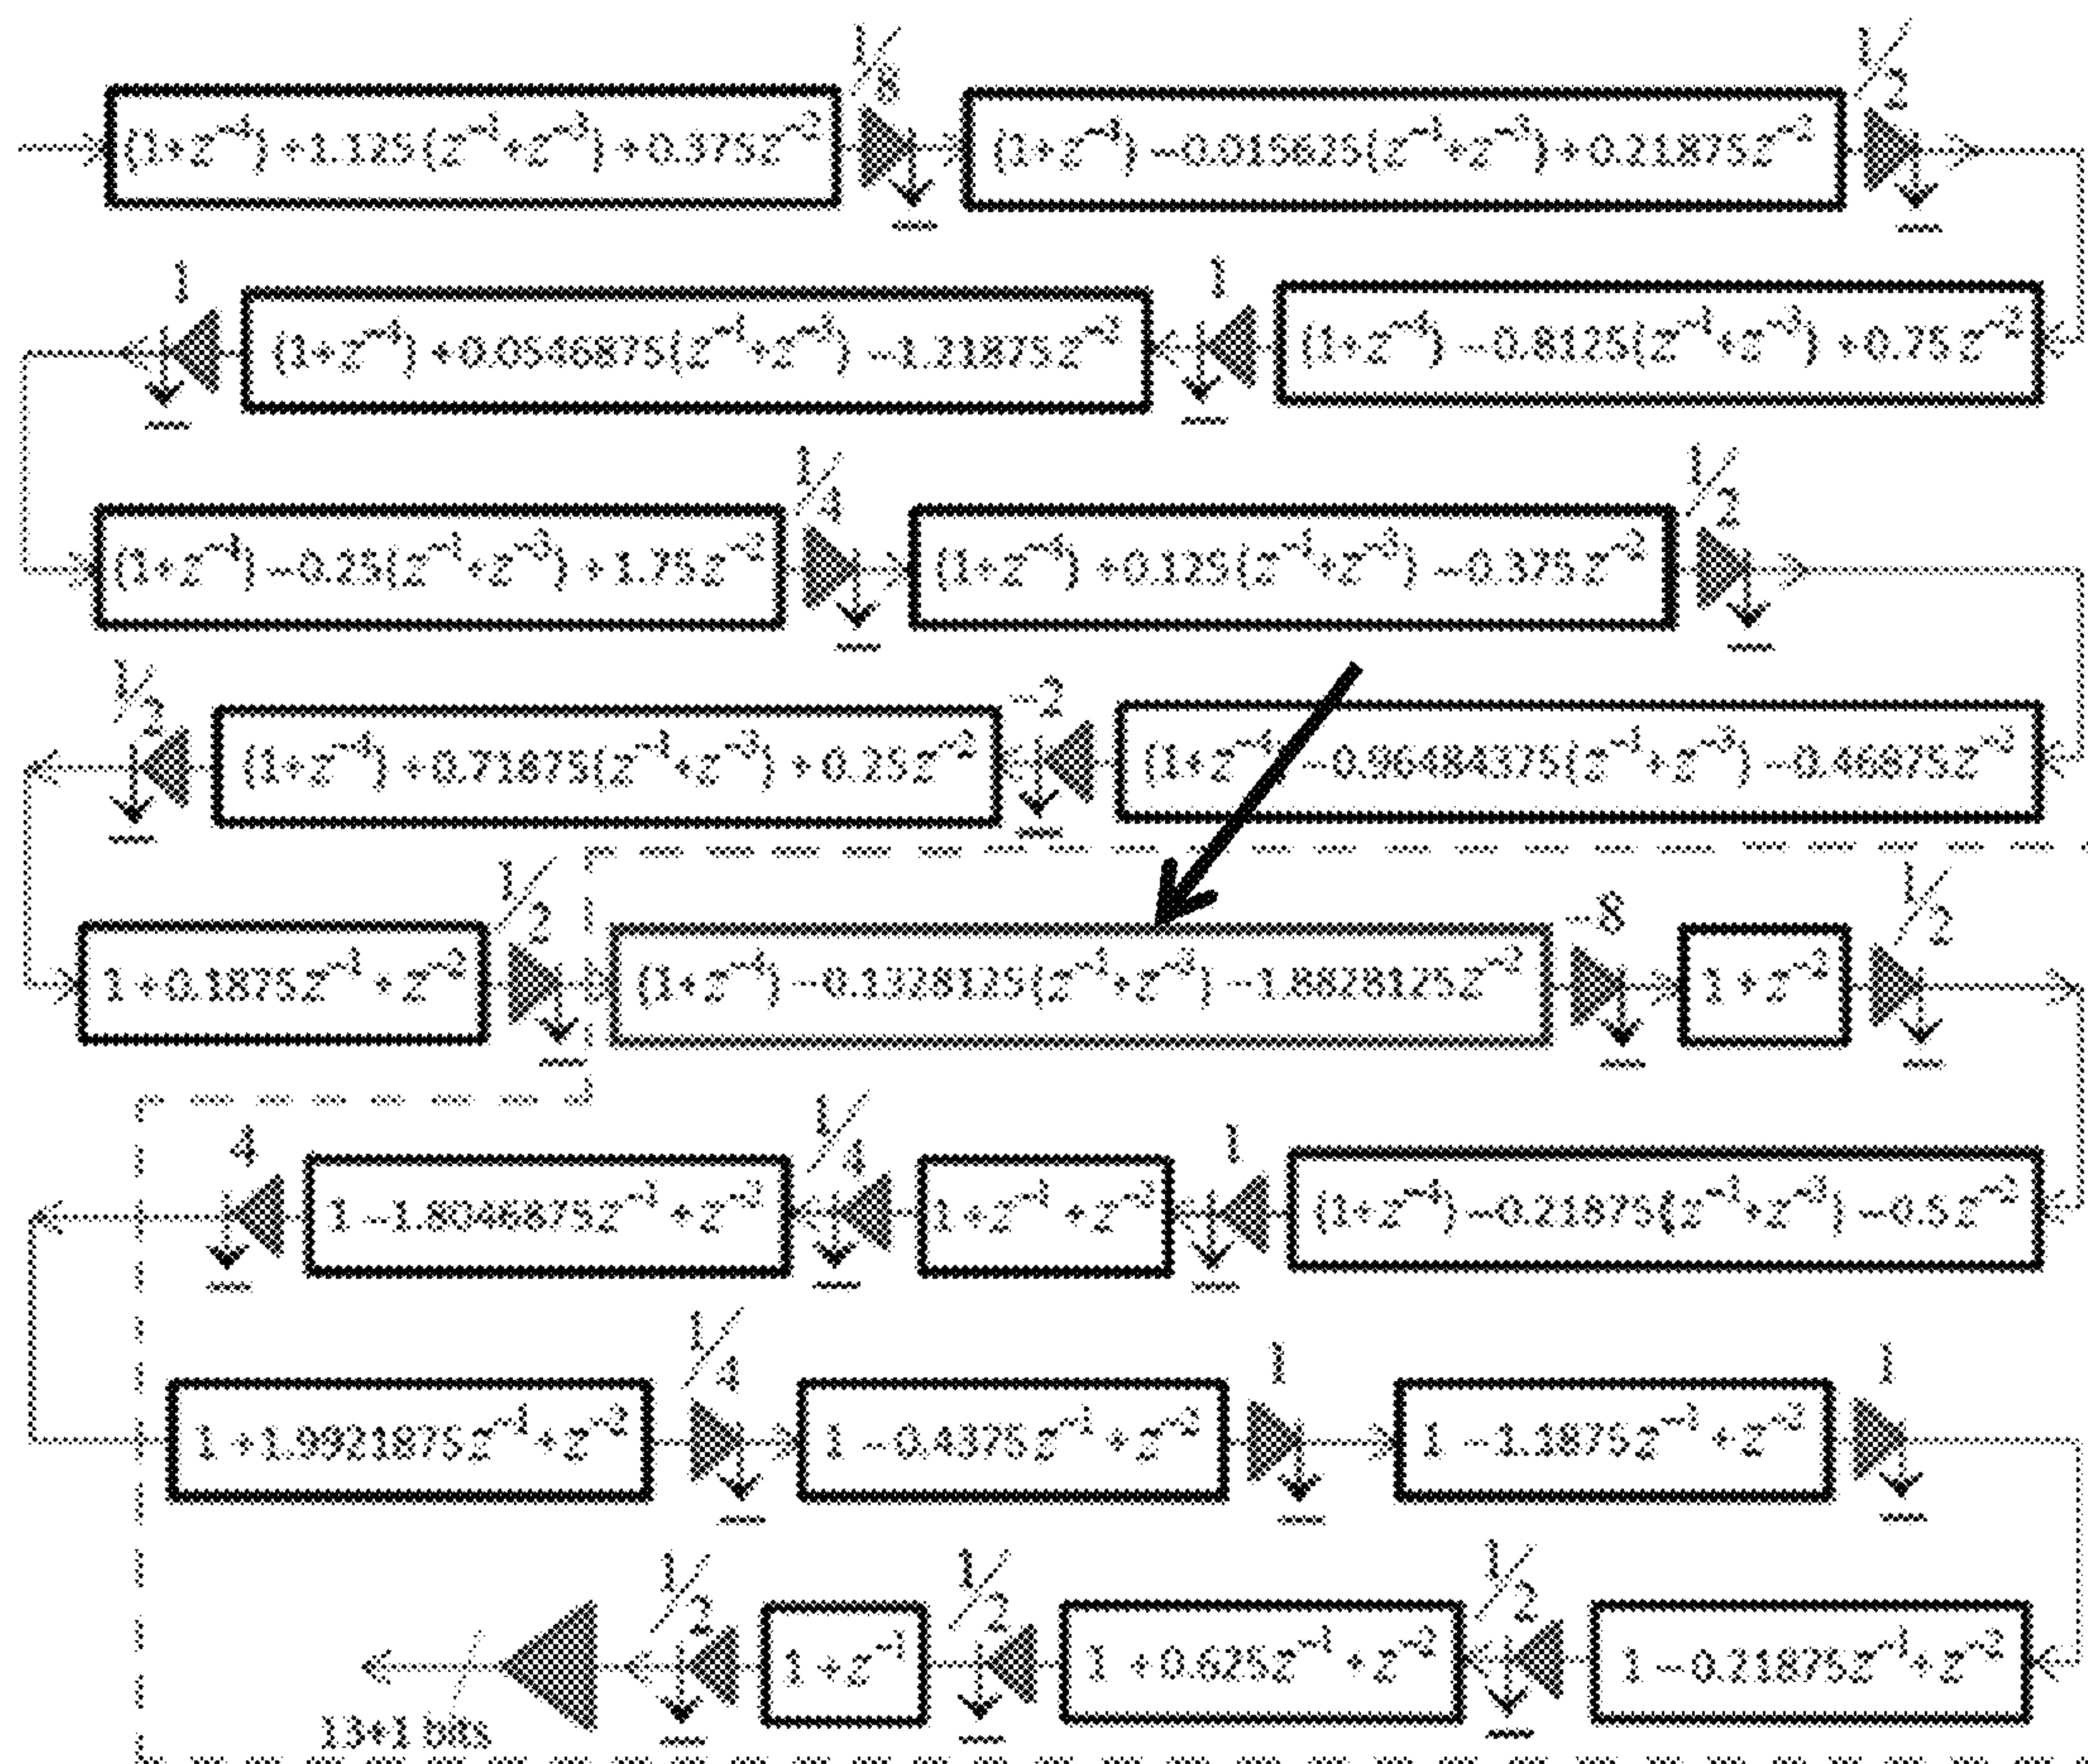 1/8 1/2
(1+z^-4) +1.125(z^-1+z^-3) +0.375z^-2 (1+z^-4) -0.015625(z^-1+z^-3)+0.21875z^-2
1 1
(1+z^-4) +0.0546875(z^-1+z^-3) -1.21875z^-2 (1+z^-4) -0.8125(z^-1+z^-3) +0.75z^-2
1/4 1/2
(1+z^-4) -0.25(z^-1+z^-3) +1.75z^-2 (1+z^-4) +0.125(z^-1+z^-3) -0.375z^-2
1/2 -2
(1+z^-4) +0.71875(z^-1+z^-3) +0.25z^-2 (1+z^-4) -0.96484375(z^-1+z^-3) -0.46875z^-2
1/2 -8 1/2
1+0.1875z^-1+z^-2 (1+z^-4) -0.1328125(z^-1+z^-3) -1.8828125z^-2 1+z^-2
4 1/4 1
1-1.8046875z^-1+z^-2 1+z^-1+z^-2 (1+z^-4) -0.21875(z^-1+z^-3) -0.5z^-2
1/4 1 1
1+1.9921875z^-1+z^-2 1-0.4375z^-1+z^-2 1-1.1875z^-1+z^-2
1/2 1/2 1/2
1+z^-1 1+0.625z^-1+z^-2 1-0.21875z^-1+z^-2
13+1 bits